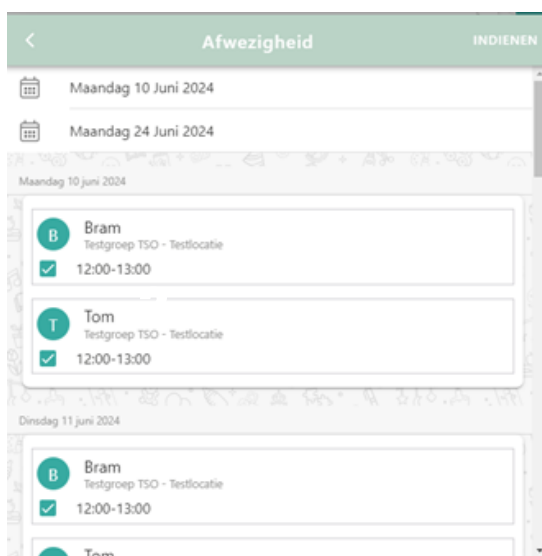 Afwezigheid
INDIENEN
Maandag 10 Juni 2024
Maandag 24 Juni 2024
Maandag 10 juni 2024
B
Bram
Testgroep TSO - Testlocatie
12:00-13:00
T
Tom
Testgroep TSO - Testlocatie
12:00-13:00
Dinsdag 11 juni 2024
B
Bram
Testgroep TSO - Testlocatie
12:00-13:00
Tom